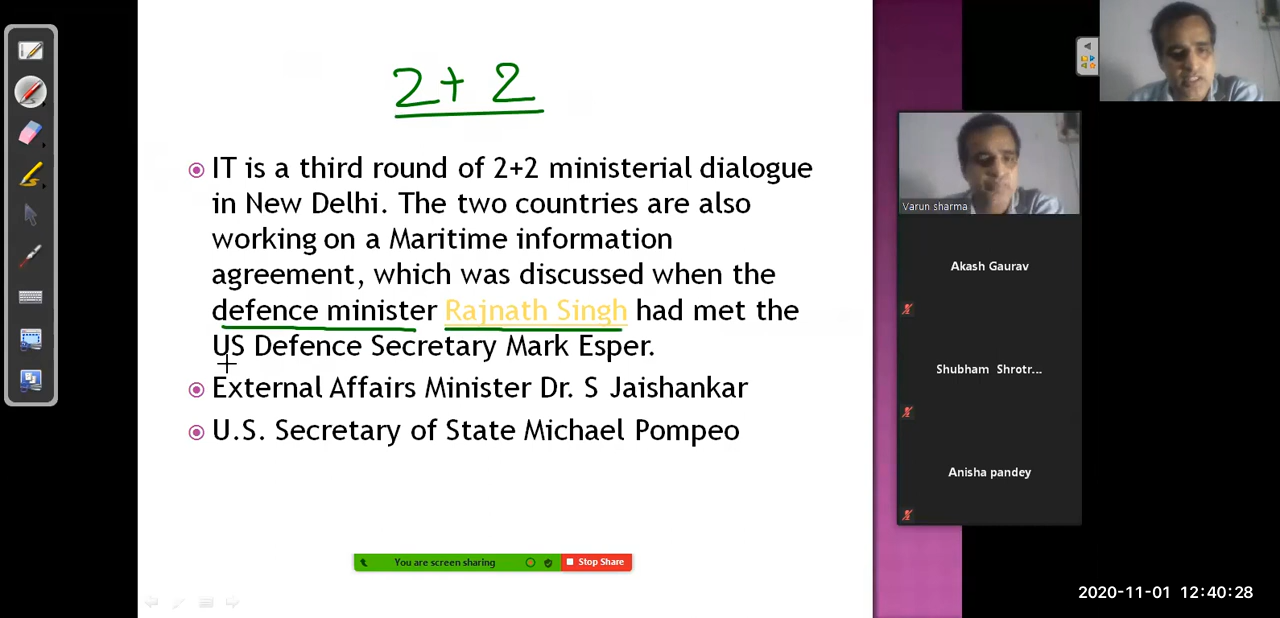 2+ 2
IT is a third round of 2+2 ministerial dialogue
in New Delhi. The two countries are also
working on a Maritime information
agreement, which was discussed when the
defence minister Rajnath Singh had met the
US Defence Secretary Mark Esper.
External Affairs Minister Dr. S Jaishankar
U.S. Secretary of State Michael Pompeo
You are screen sharing
Stop Share
Varun sharma
Akash Gaurav
Shubham Shrotr...
Anisha pandey
2020-11-01 12:40:28